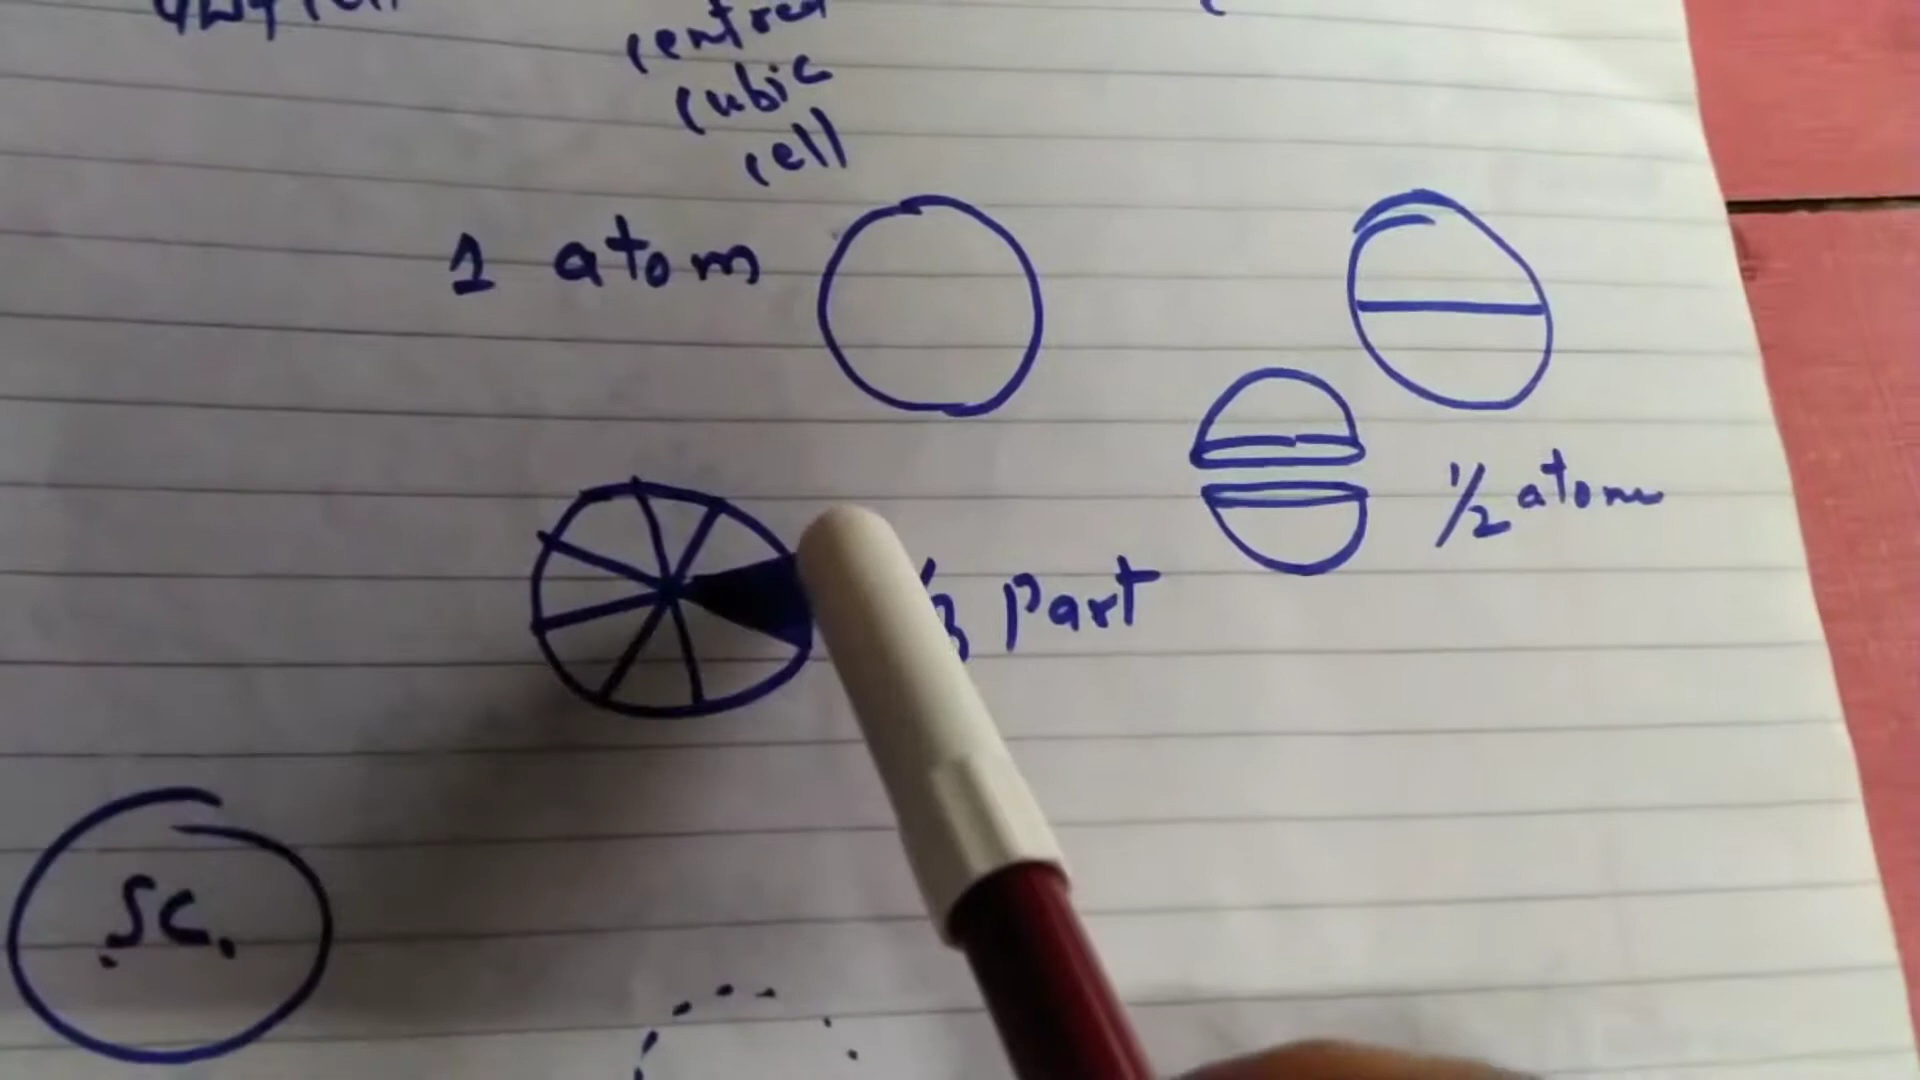 centred
cubic
cell
1 atom
1/2 atom
Part
SC.